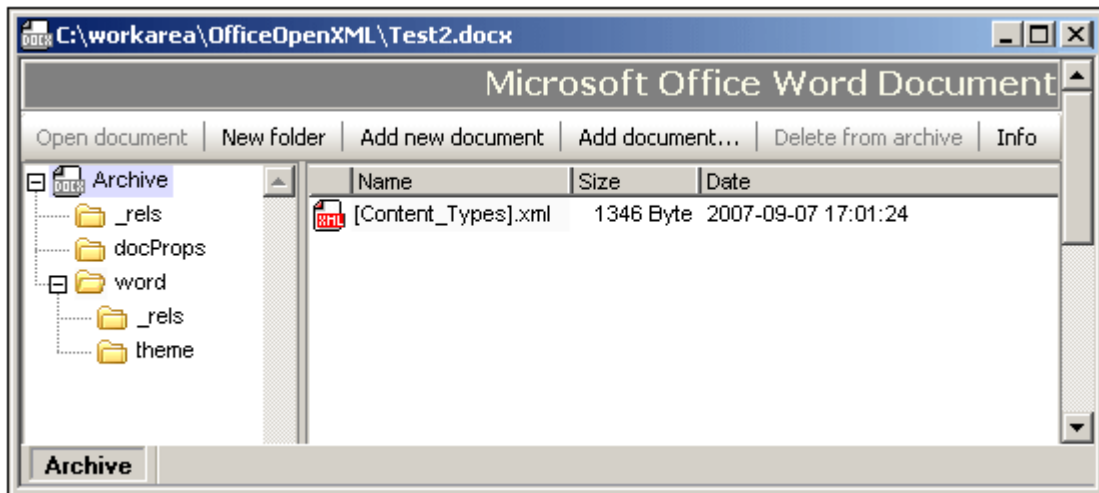 C:\workarea\OfficeOpenXML\Test2.docx
Microsoft Office Word Document
Open document New folder Add new document Add document... Delete from archive Info
DOCX Archive
Name Size Date
XML [Content_Types].xml 1346 Byte 2007-09-07 17:01:24
_rels
docProps
word
_rels
theme
Archive